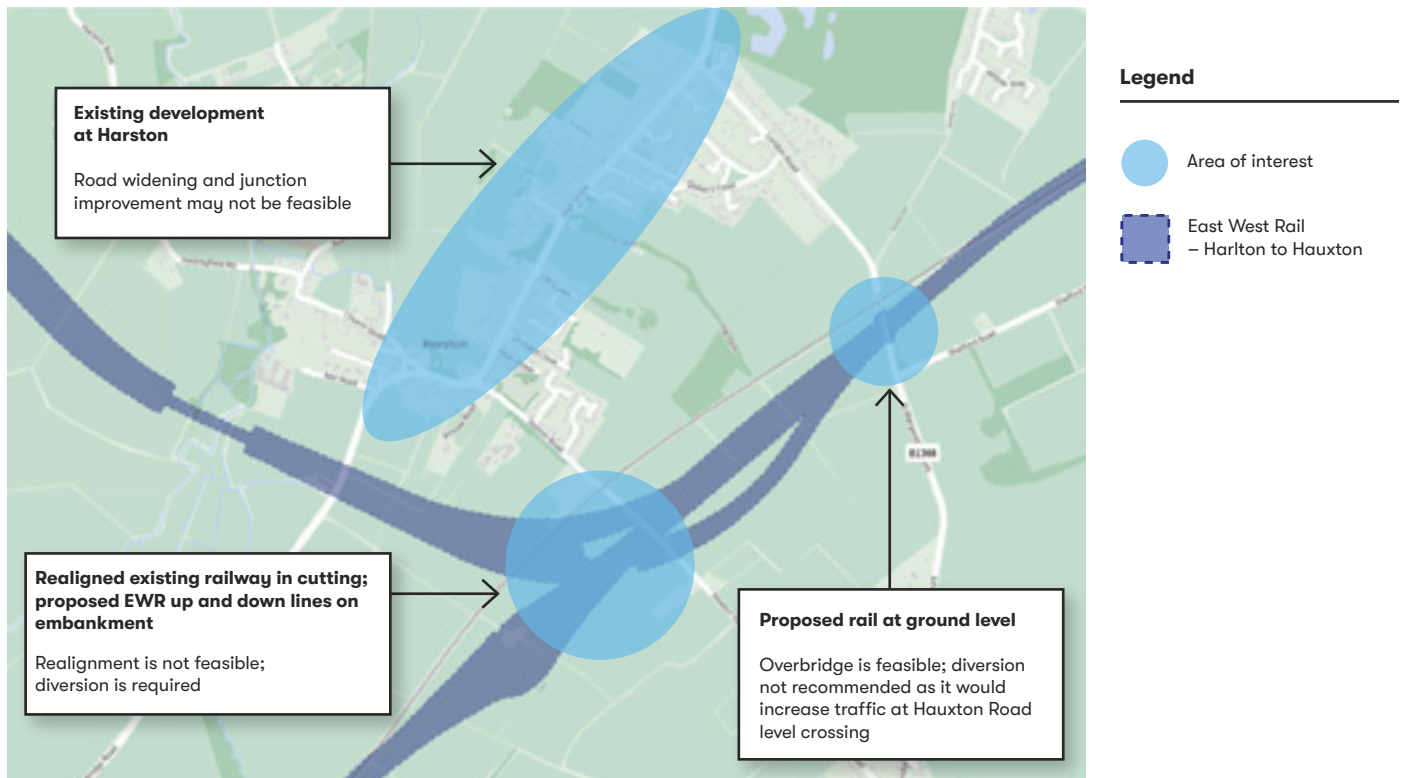 Existing development
at Harston
Road widening and junction
improvement may not be feasible
Harston
B1368
Realigned existing railway in cutting;
proposed EWR up and down lines on
embankment
Realignment is not feasible;
diversion is required
Proposed rail at ground level
Overbridge is feasible; diversion
not recommended as it would
increase traffic at Hauxton Road
level crossing
Legend
Area of interest
East West Rail
– Harlton to Hauxton